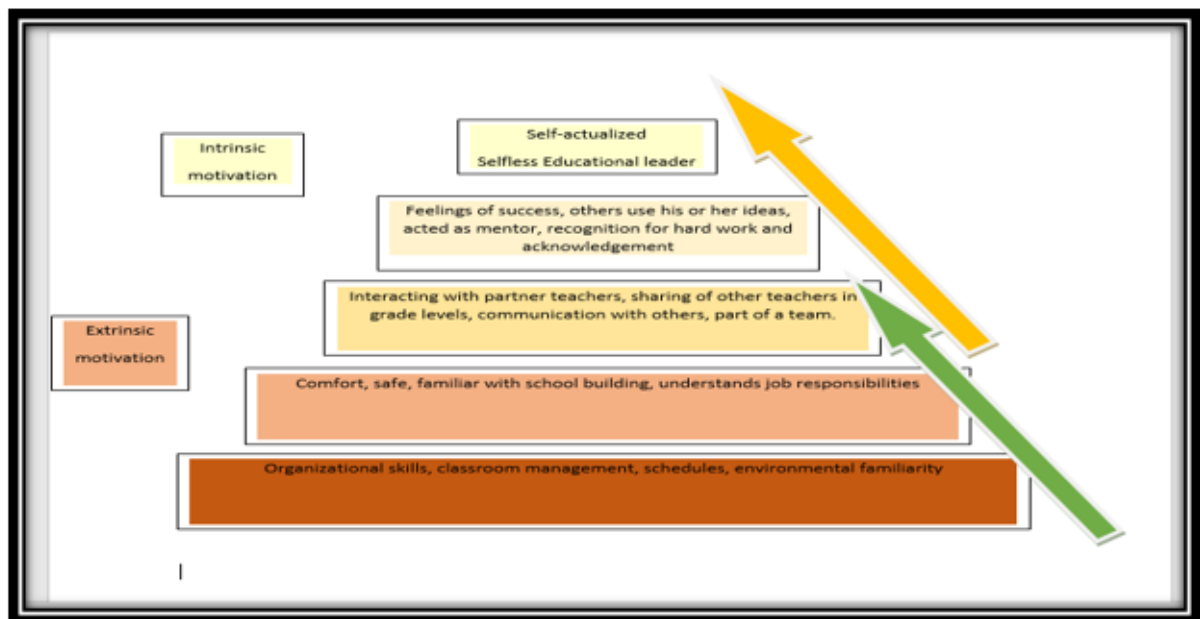 Intrinsic
motivation
Self-actualized
Selfless Educational leader
Feelings of success, others use his or her ideas,
acted as mentor, recognition for hard work and
acknowledgement
Interacting with partner teachers, sharing of other teachers in
grade levels, communication with others, part of a team.
Extrinsic
motivation
Comfort, safe, familiar with school building, understands job responsibilities
Organizational skills, classroom management, schedules, environmental familiarity